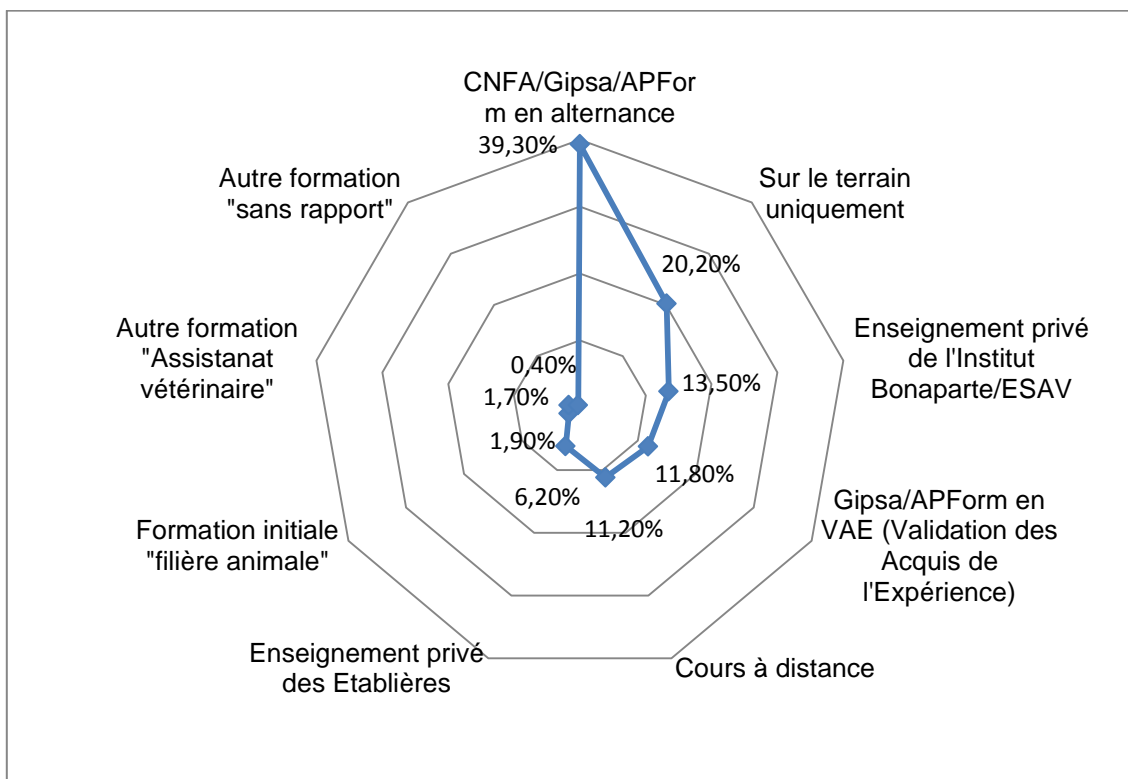 CNFA/Gipsa/APFor
m en alternance
39,30%
Sur le terrain
uniquement
20,20%
Enseignement privé
de l'Institut
Bonaparte/ESAV
13,50%
Gipsa/APForm en
VAE (Validation des
Acquis de
l'Expérience)
11,80%
Cours à distance
11,20%
Enseignement privé
des Etablières
6,20%
Formation initiale
"filière animale"
1,90%
Autre formation
"Assistanat
vétérinaire"
1,70%
Autre formation
"sans rapport"
0,40%